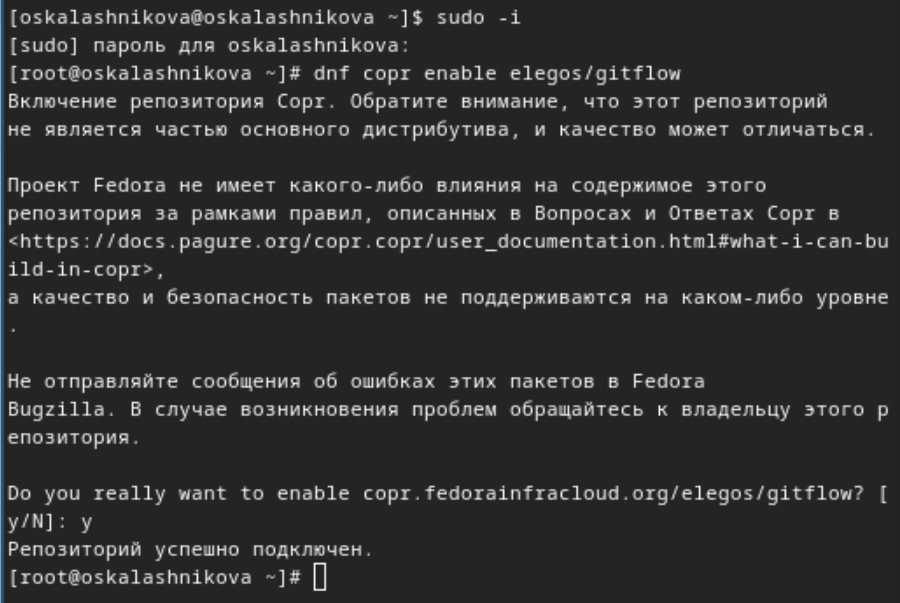 [oskalashnikova@oskalashnikova ~]$ sudo -i
[sudo] пароль для oskalashnikova:
[root@oskalashnikova ~]# dnf copr enable elegos/gitflow
Включение репозитория Copr. Обратите внимание, что этот репозиторий
не является частью основного дистрибутива, и качество может отличаться.
Проект Fedora не имеет какого-либо влияния на содержимое этого
репозитория за рамками правил, описанных в Вопросах и Ответах Copr в
<https://docs.pagure.org/copr.copr/user_documentation.html#what-i-can-bu
ild-in-copr>,
а качество и безопасность пакетов не поддерживаются на каком-либо уровне
.
Не отправляйте сообщения об ошибках этих пакетов в Fedora
Bugzilla. В случае возникновения проблем обращайтесь к владельцу этого р
епозитория.
Do you really want to enable copr.fedorainfracloud.org/elegos/gitflow? [
y/N]: y
Репозиторий успешно подключен.
[root@oskalashnikova ~]#